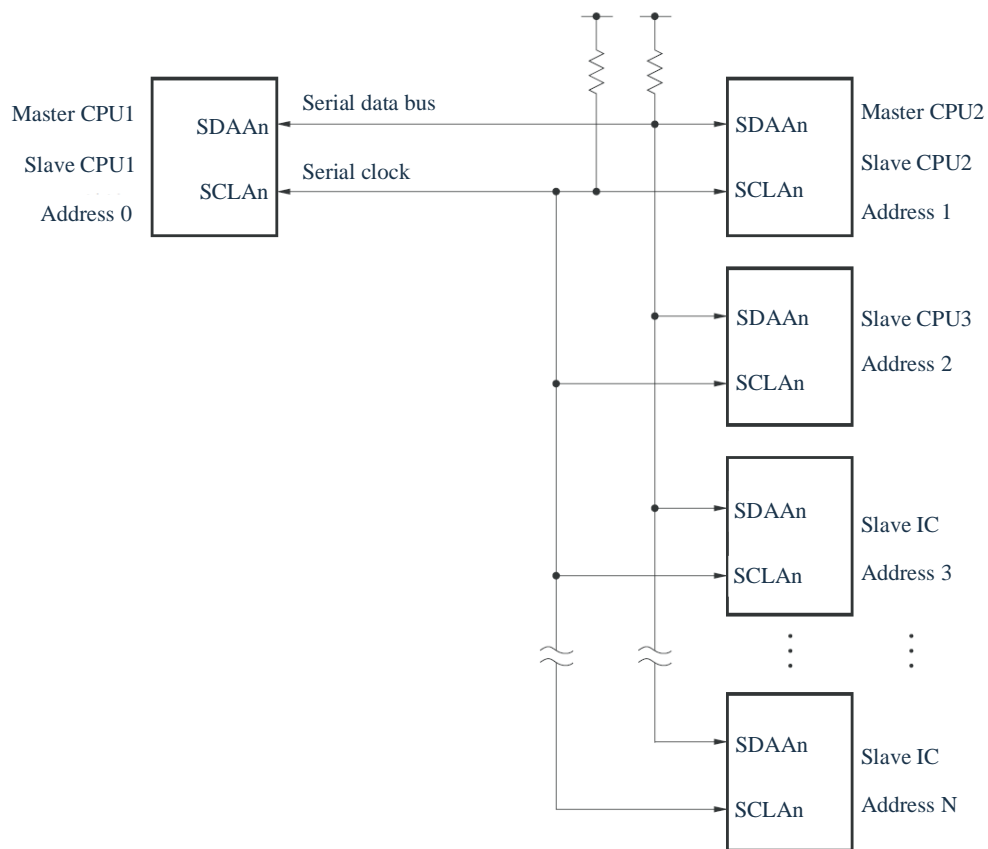 Master CPU1
Slave CPU1
Address 0
SDAAn
SCLAn
Serial data bus
Serial clock
SDAAn
SCLAn
Master CPU2
Slave CPU2
Address 1
SDAAn
SCLAn
Slave CPU3
Address 2
SDAAn
SCLAn
Slave IC
Address 3
SDAAn
SCLAn
Slave IC
Address N